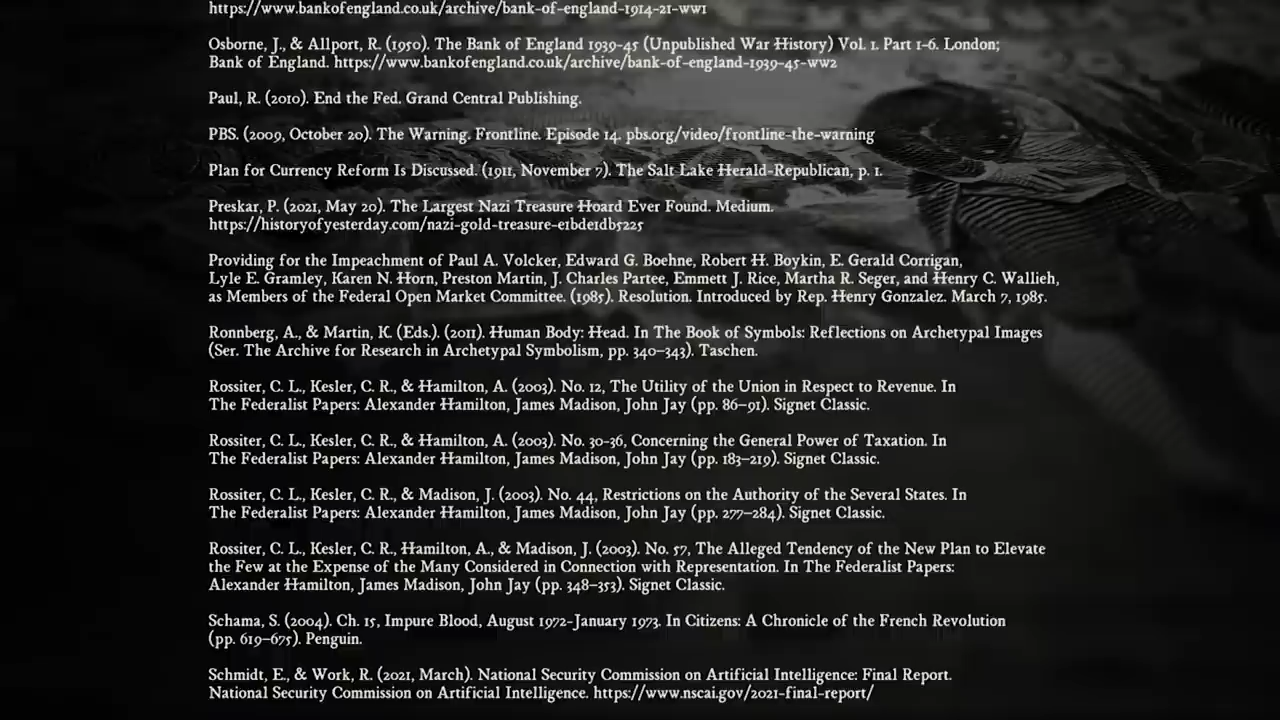 https://www.bankofengland.co.uk/archive/bank-of-england-1914-21-ww1
Osborne, J., & Allport, R. (1950). The Bank of England 1939-45 (Unpublished War History) Vol. 1. Part 1-6. London;
Bank of England. https://www.bankofengland.co.uk/archive/bank-of-england-1939-45-ww2
Paul, R. (2010). End the Fed. Grand Central Publishing.
PBS. (2009, October 20). The Warning. Frontline. Episode 14. pbs.org/video/frontline-the-warning
Plan for Currency Reform Is Discussed. (1911, November 7). The Salt Lake Herald-Republican, p. 1.
Preskar, P. (2021, May 20). The Largest Nazi Treasure Hoard Ever Found. Medium.
https://historyofyesterday.com/nazi-gold-treasure-e1bde1db5225
Providing for the Impeachment of Paul A. Volcker, Edward G. Boehne, Robert H. Boykin, E. Gerald Corrigan,
Lyle E. Gramley, Karen N. Horn, Preston Martin, J. Charles Partee, Emmett J. Rice, Martha R. Seger, and Henry C. Wallieh,
as Members of the Federal Open Market Committee. (1985). Resolution. Introduced by Rep. Henry Gonzalez. March 7, 1985.
Ronnberg, A., & Martin, K. (Eds.). (2011). Human Body: Head. In The Book of Symbols: Reflections on Archetypal Images
(Ser. The Archive for Research in Archetypal Symbolism, pp. 340–343). Taschen.
Rossiter, C. L., Kesler, C. R., & Hamilton, A. (2003). No. 12, The Utility of the Union in Respect to Revenue. In
The Federalist Papers: Alexander Hamilton, James Madison, John Jay (pp. 86–91). Signet Classic.
Rossiter, C. L., Kesler, C. R., & Hamilton, A. (2003). No. 30-36, Concerning the General Power of Taxation. In
The Federalist Papers: Alexander Hamilton, James Madison, John Jay (pp. 183–219). Signet Classic.
Rossiter, C. L., Kesler, C. R., & Madison, J. (2003). No. 44, Restrictions on the Authority of the Several States. In
The Federalist Papers: Alexander Hamilton, James Madison, John Jay (pp. 277–284). Signet Classic.
Rossiter, C. L., Kesler, C. R., Hamilton, A., & Madison, J. (2003). No. 57, The Alleged Tendency of the New Plan to Elevate
the Few at the Expense of the Many Considered in Connection with Representation. In The Federalist Papers:
Alexander Hamilton, James Madison, John Jay (pp. 348–353). Signet Classic.
Schama, S. (2004). Ch. 15, Impure Blood, August 1972-January 1973. In Citizens: A Chronicle of the French Revolution
(pp. 619–675). Penguin.
Schmidt, E., & Work, R. (2021, March). National Security Commission on Artificial Intelligence: Final Report.
National Security Commission on Artificial Intelligence. https://www.nscai.gov/2021-final-report/